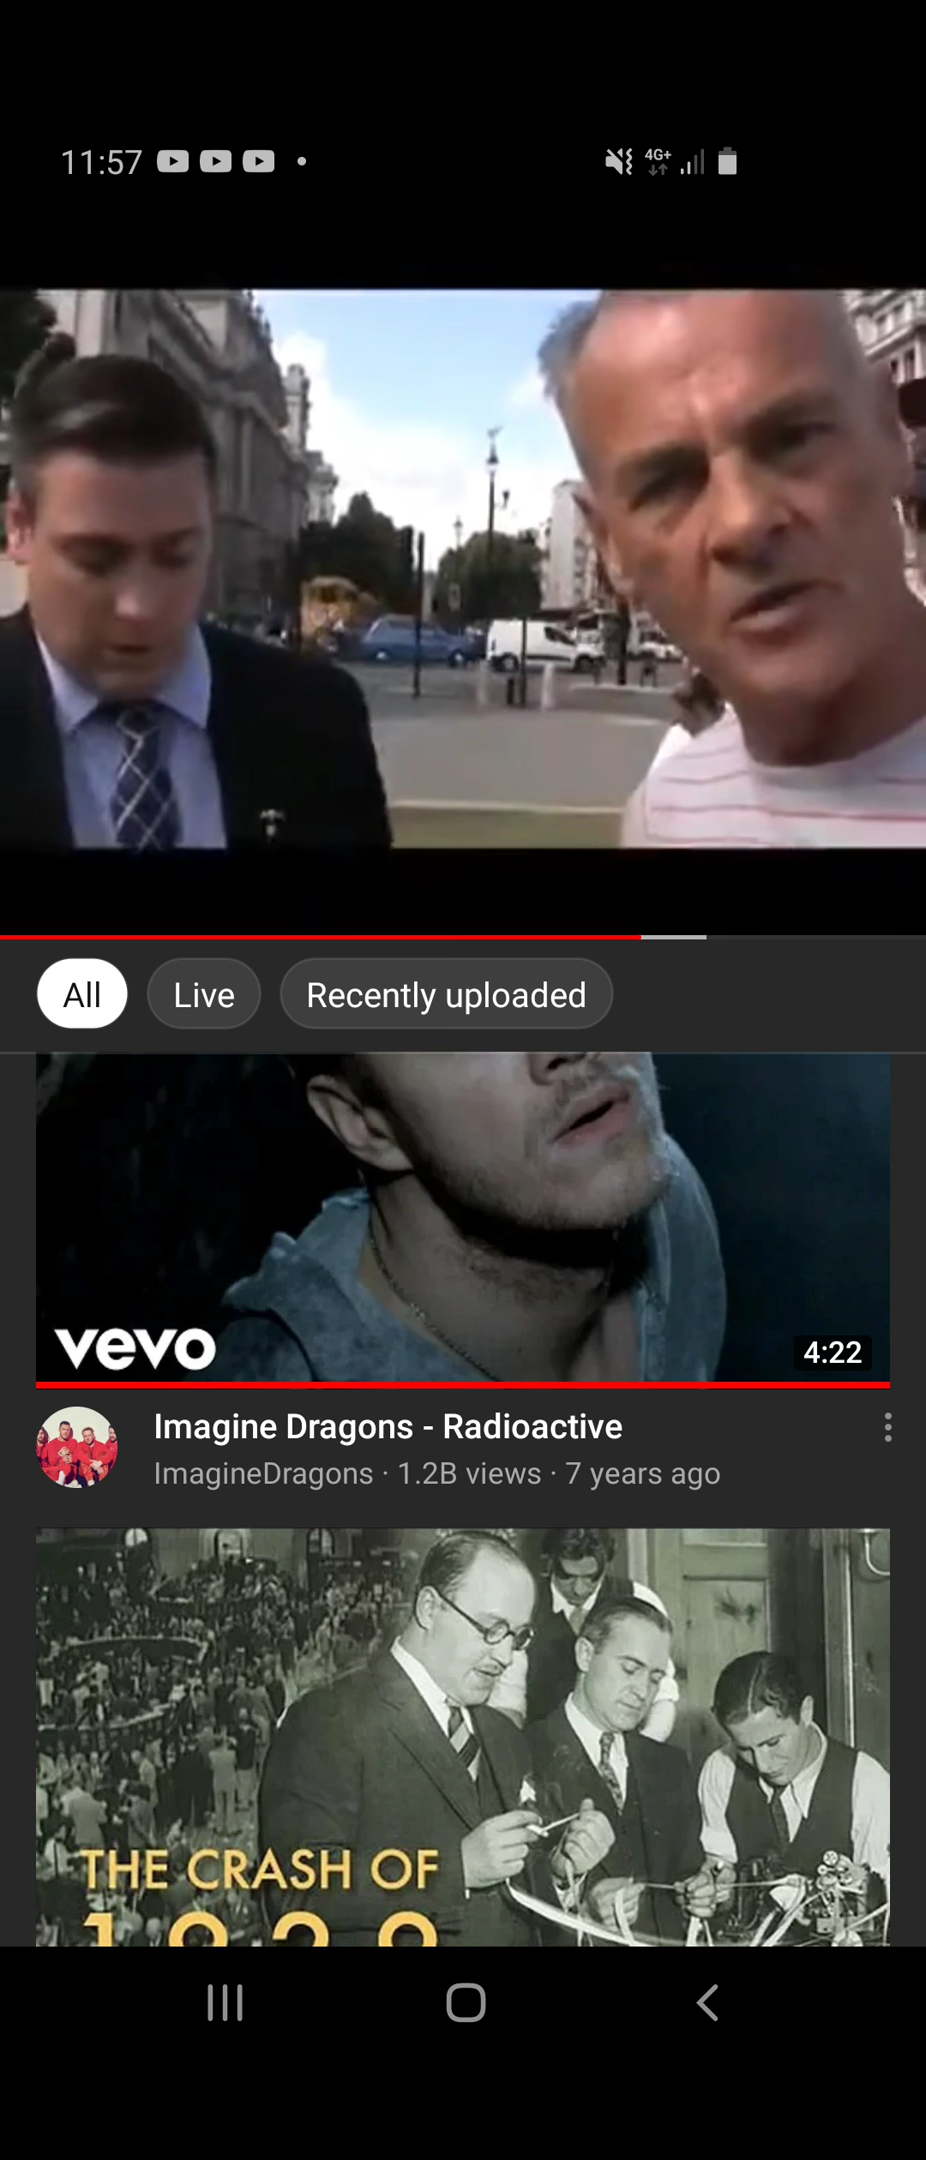 11:57
4G+
All
Live
Recently uploaded
vevo
4:22
Imagine Dragons - Radioactive
ImagineDragons · 1.2B views · 7 years ago
THE CRASH OF
1929